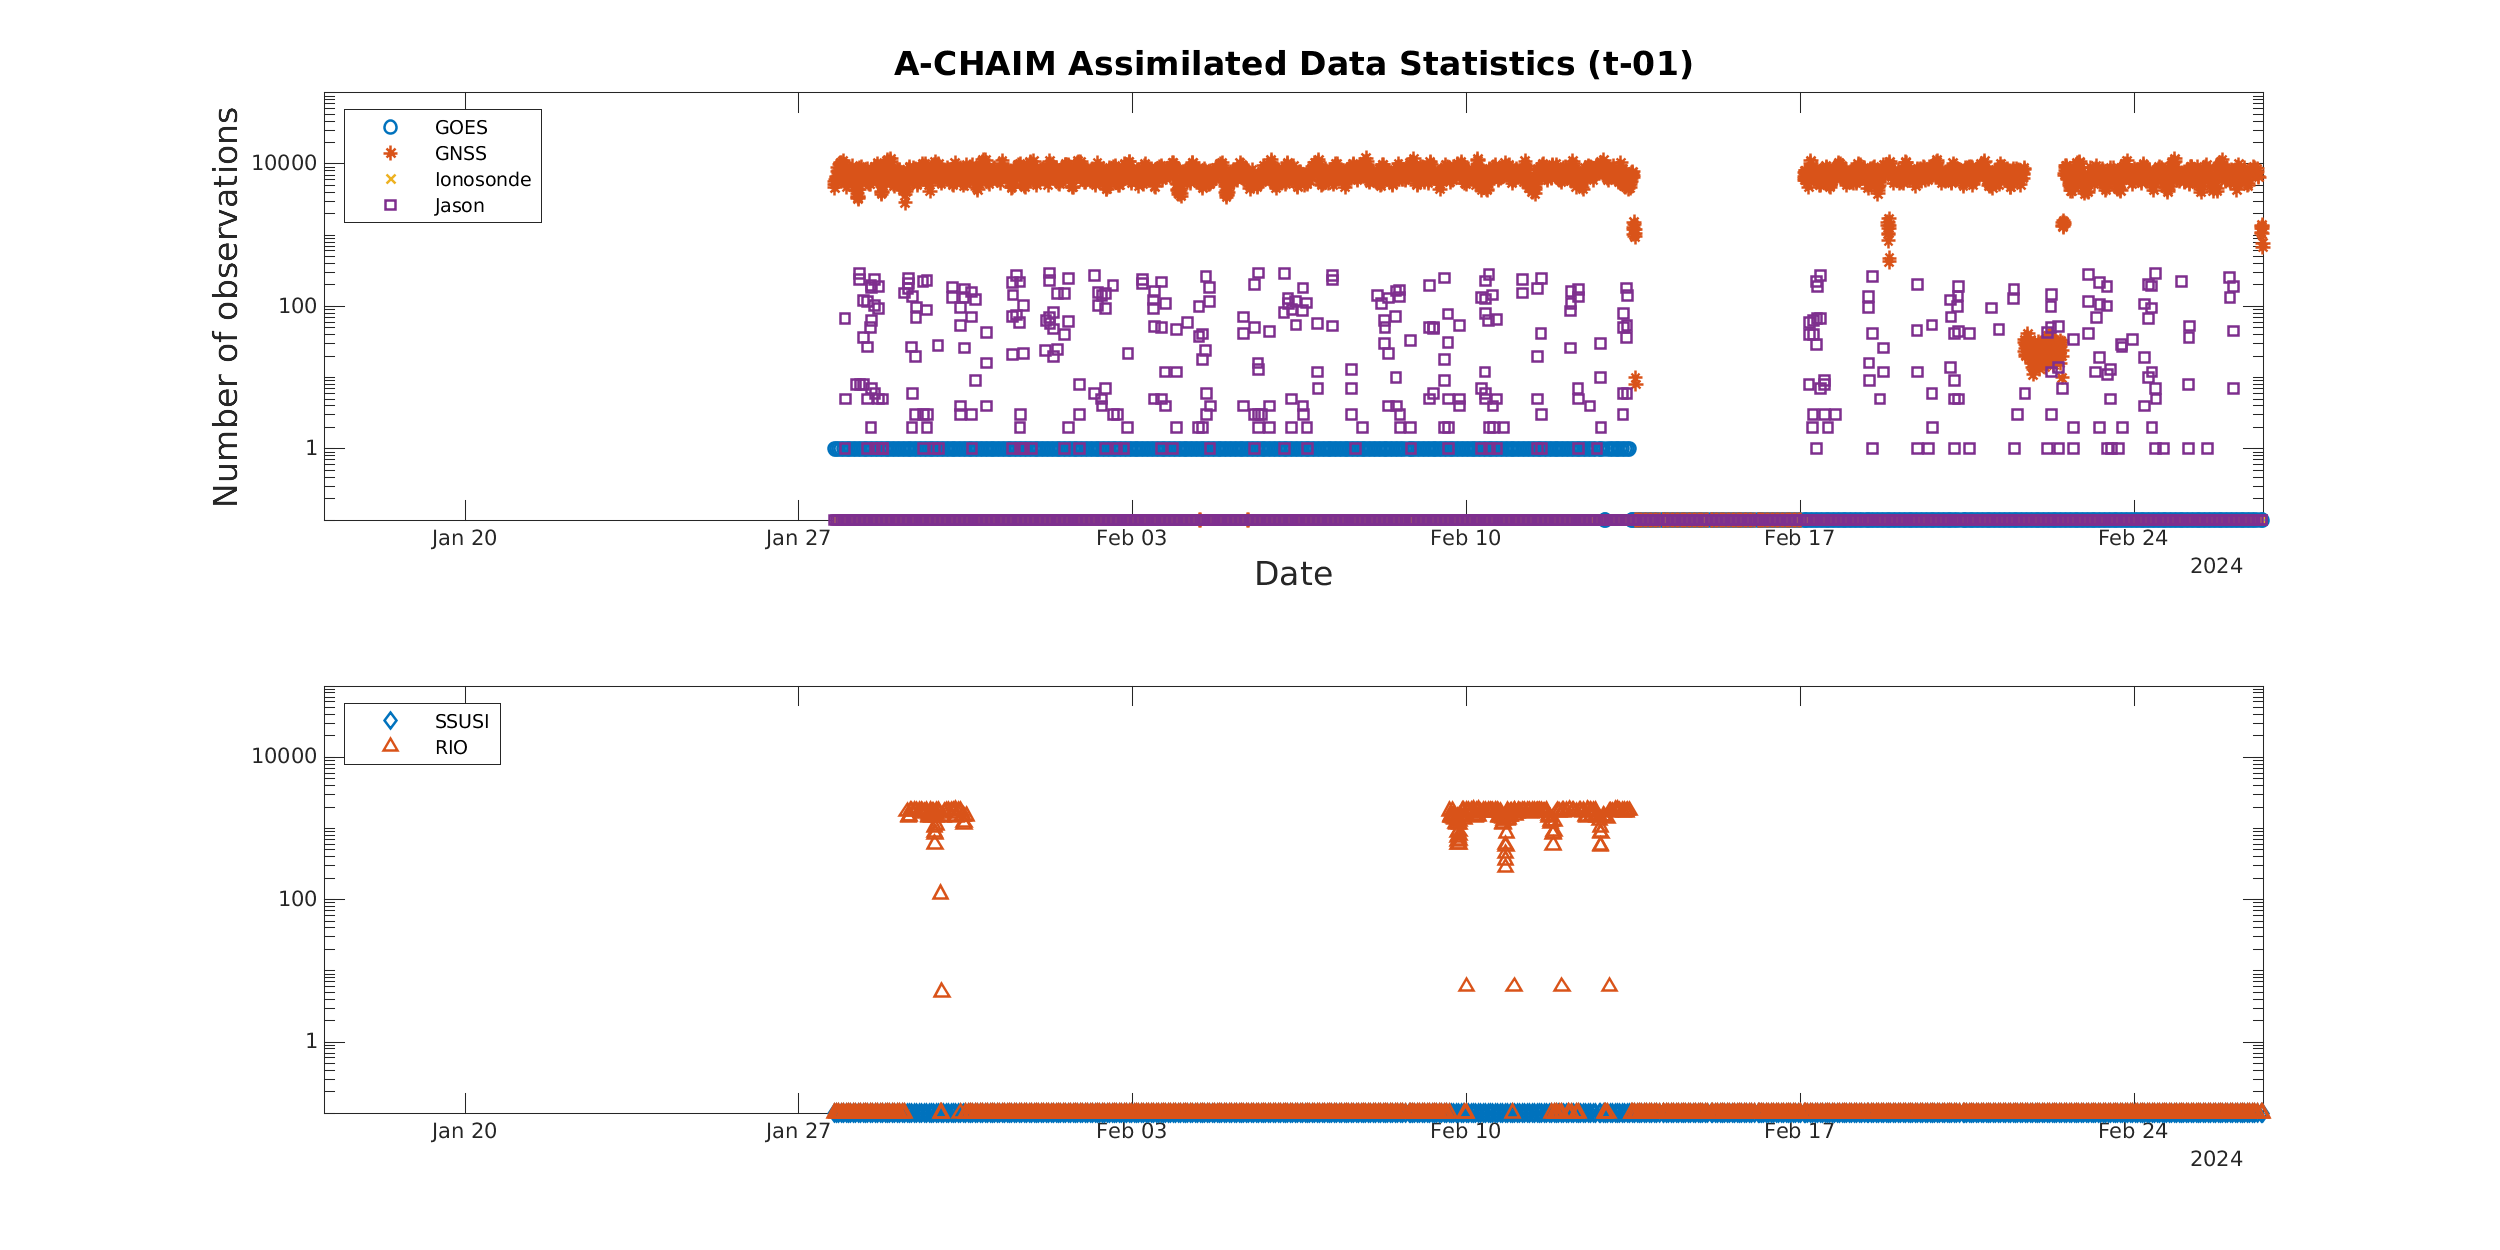 A-CHAIM Assimilated Data Statistics (t-01)
Number of observations
10000
100
1
GOES
GNSS
Ionosonde
Jason
Jan 20 Jan 27 Feb 03 Feb 10 Feb 17 Feb 24
2024
Date
10000
100
1
SSUSI
RIO
Jan 20 Jan 27 Feb 03 Feb 10 Feb 17 Feb 24
2024